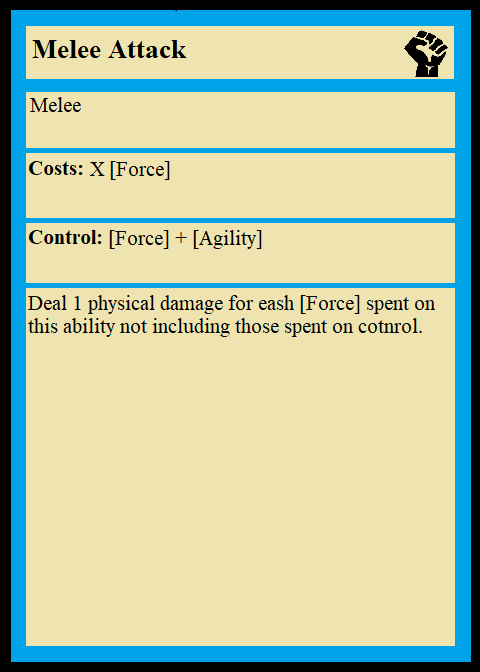 Melee Attack
Melee
Costs: X [Force]
Control: [Force] + [Agility]
Deal 1 physical damage for eash [Force] spent on
this ability not including those spent on cotnrol.